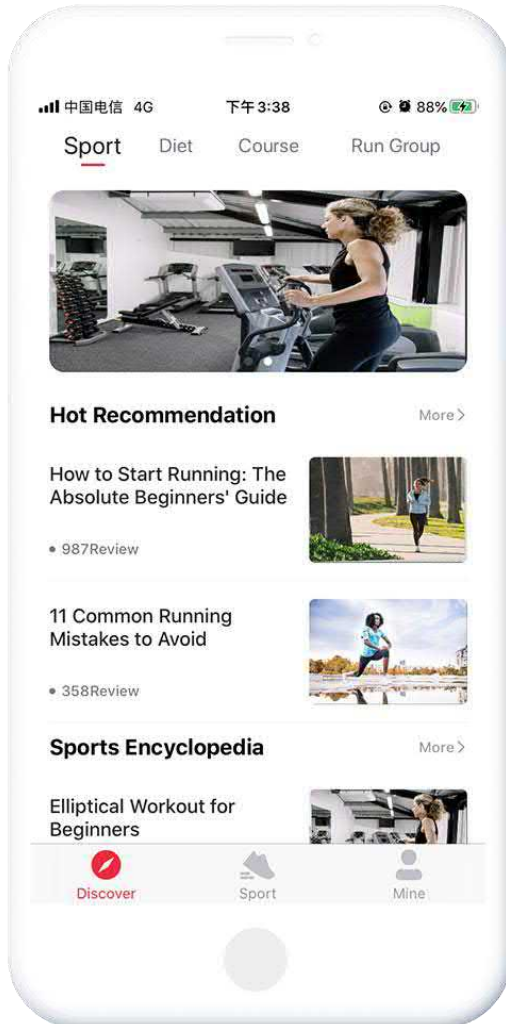 中国电信 4G 下午3:38 88%
Sport Diet Course Run Group
Hot Recommendation More
How to Start Running: The
Absolute Beginners' Guide
987Review
11 Common Running
Mistakes to Avoid
358Review
Sports Encyclopedia More
Elliptical Workout for
Beginners
Discover Sport Mine